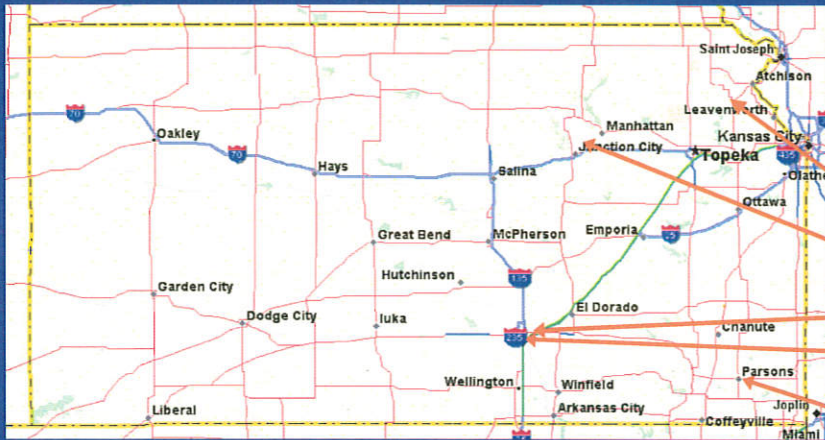 Saint Joseph
Atchison
70
Leavenworth
Manhattan
Oakley
Kansas City
70
Junction City
Topeka
435
Hays
Salina
Olathe
Ottawa
Great Bend
McPherson
Emporia
Hutchinson
135
Garden City
El Dorado
Dodge City
Iuka
Chanute
235
Parsons
Wellington
Winfield
Liberal
Arkansas City
Joplin
Coffeyville
Miami